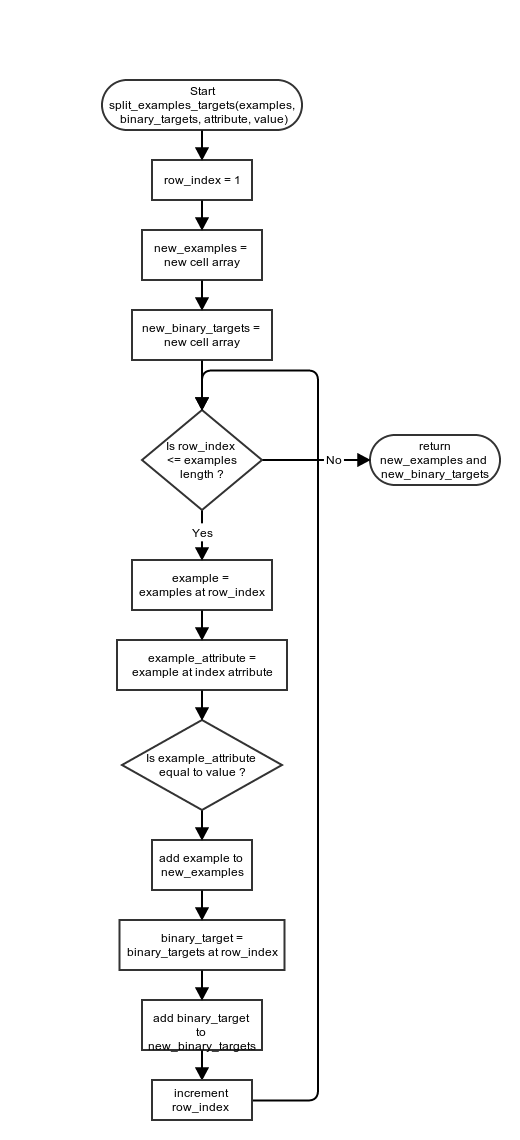 Start
split_examples_targets(examples,
binary_targets, attribute, value)
row_index = 1
new_examples =
new cell array
new_binary_targets =
new cell array
Is row_index
<= examples
length ?
No
return
new_examples and
new_binary_targets
Yes
example =
examples at row_index
example_attribute =
example at index atrribute
Is example_attribute
equal to value ?
add example to
new_examples
binary_target =
binary_targets at row_index
add binary_target
to
new_binary_targets
increment
row_index